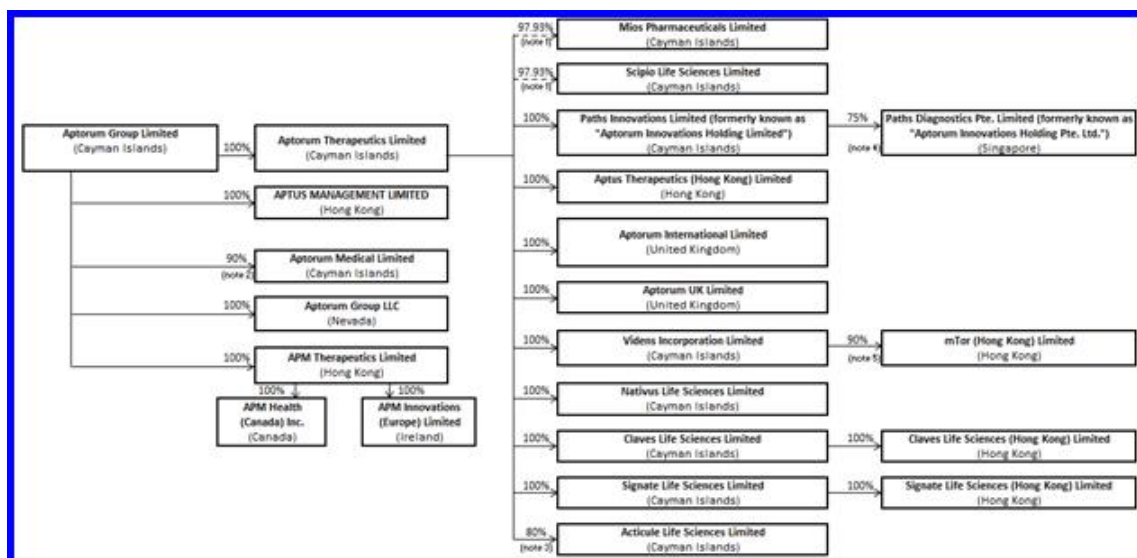 97.93%
(note 1)
Mios Pharmaceuticals Limited
(Cayman Islands)
97.93%
(note 1)
Scipio Life Sciences Limited
(Cayman Islands)
Aptorum Group Limited
(Cayman Islands)
100%
Aptorum Therapeutics Limited
(Cayman Islands)
100%
Paths Innovations Limited (formerly known as
"Aptorum Innovations Holding Limited")
(Cayman Islands)
75%
(note 4)
Paths Diagnostics Pte. Limited (formerly known as
"Aptorum Innovations Holding Pte. Ltd.")
(Singapore)
100%
APTUS MANAGEMENT LIMITED
(Hong Kong)
100%
Aptus Therapeutics (Hong Kong) Limited
(Hong Kong)
90%
(note 2)
Aptorum Medical Limited
(Cayman Islands)
100%
Aptorum International Limited
(United Kingdom)
100%
Aptorum Group LLC
(Nevada)
100%
Aptorum UK Limited
(United Kingdom)
100%
APM Therapeutics Limited
(Hong Kong)
100%
Videns Incorporation Limited
(Cayman Islands)
90%
(note 5)
mTor (Hong Kong) Limited
(Hong Kong)
100%
100%
APM Health
(Canada) Inc.
(Canada)
APM Innovations
(Europe) Limited
(Ireland)
100%
Nativus Life Sciences Limited
(Cayman Islands)
100%
Claves Life Sciences Limited
(Cayman Islands)
100%
Claves Life Sciences (Hong Kong) Limited
(Hong Kong)
100%
Signate Life Sciences Limited
(Cayman Islands)
100%
Signate Life Sciences (Hong Kong) Limited
(Hong Kong)
80%
(note 3)
Acticule Life Sciences Limited
(Cayman Islands)